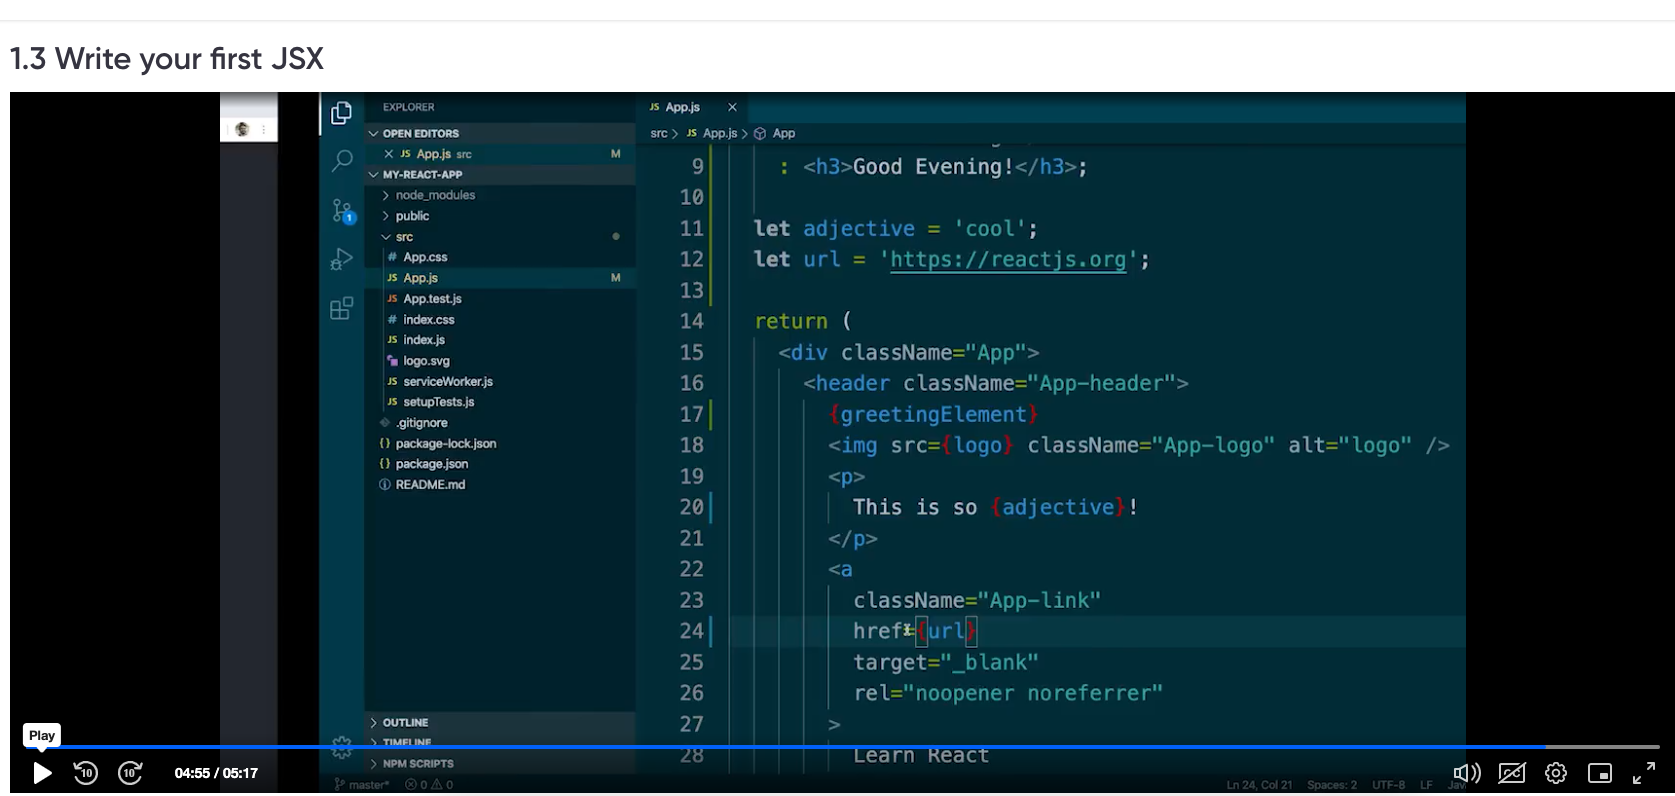 1.3 Write your first JSX
EXPLORER
OPEN EDITORS
JS App.js src M
MY-REACT-APP
node_modules
public
src
# App.css
JS App.js M
JS App.test.js
# index.css
JS index.js
logo.svg
JS serviceWorker.js
JS setupTests.js
.gitignore
{} package-lock.json
{} package.json
README.md
OUTLINE
TIMELINE
NPM SCRIPTS
1
JS App.js
src > JS App.js > App
9 : <h3>Good Evening!</h3>;
10
11 let adjective = 'cool';
12 let url = 'https://reactjs.org';
13
14 return (
15 <div className="App">
16 <header className="App-header">
17 {greetingElement}
18 <img src={logo} className="App-logo" alt="logo" />
19 <p>
20 This is so {adjective}!
21 </p>
22 <a
23 className="App-link"
24 href={url}
25 target="_blank"
26 rel="noopener noreferrer"
27 >
28 Learn React
Play
10 10 04:55 / 05:17
master* 0 0 Ln 24, Col 21 Spaces: 2 UTF-8 LF